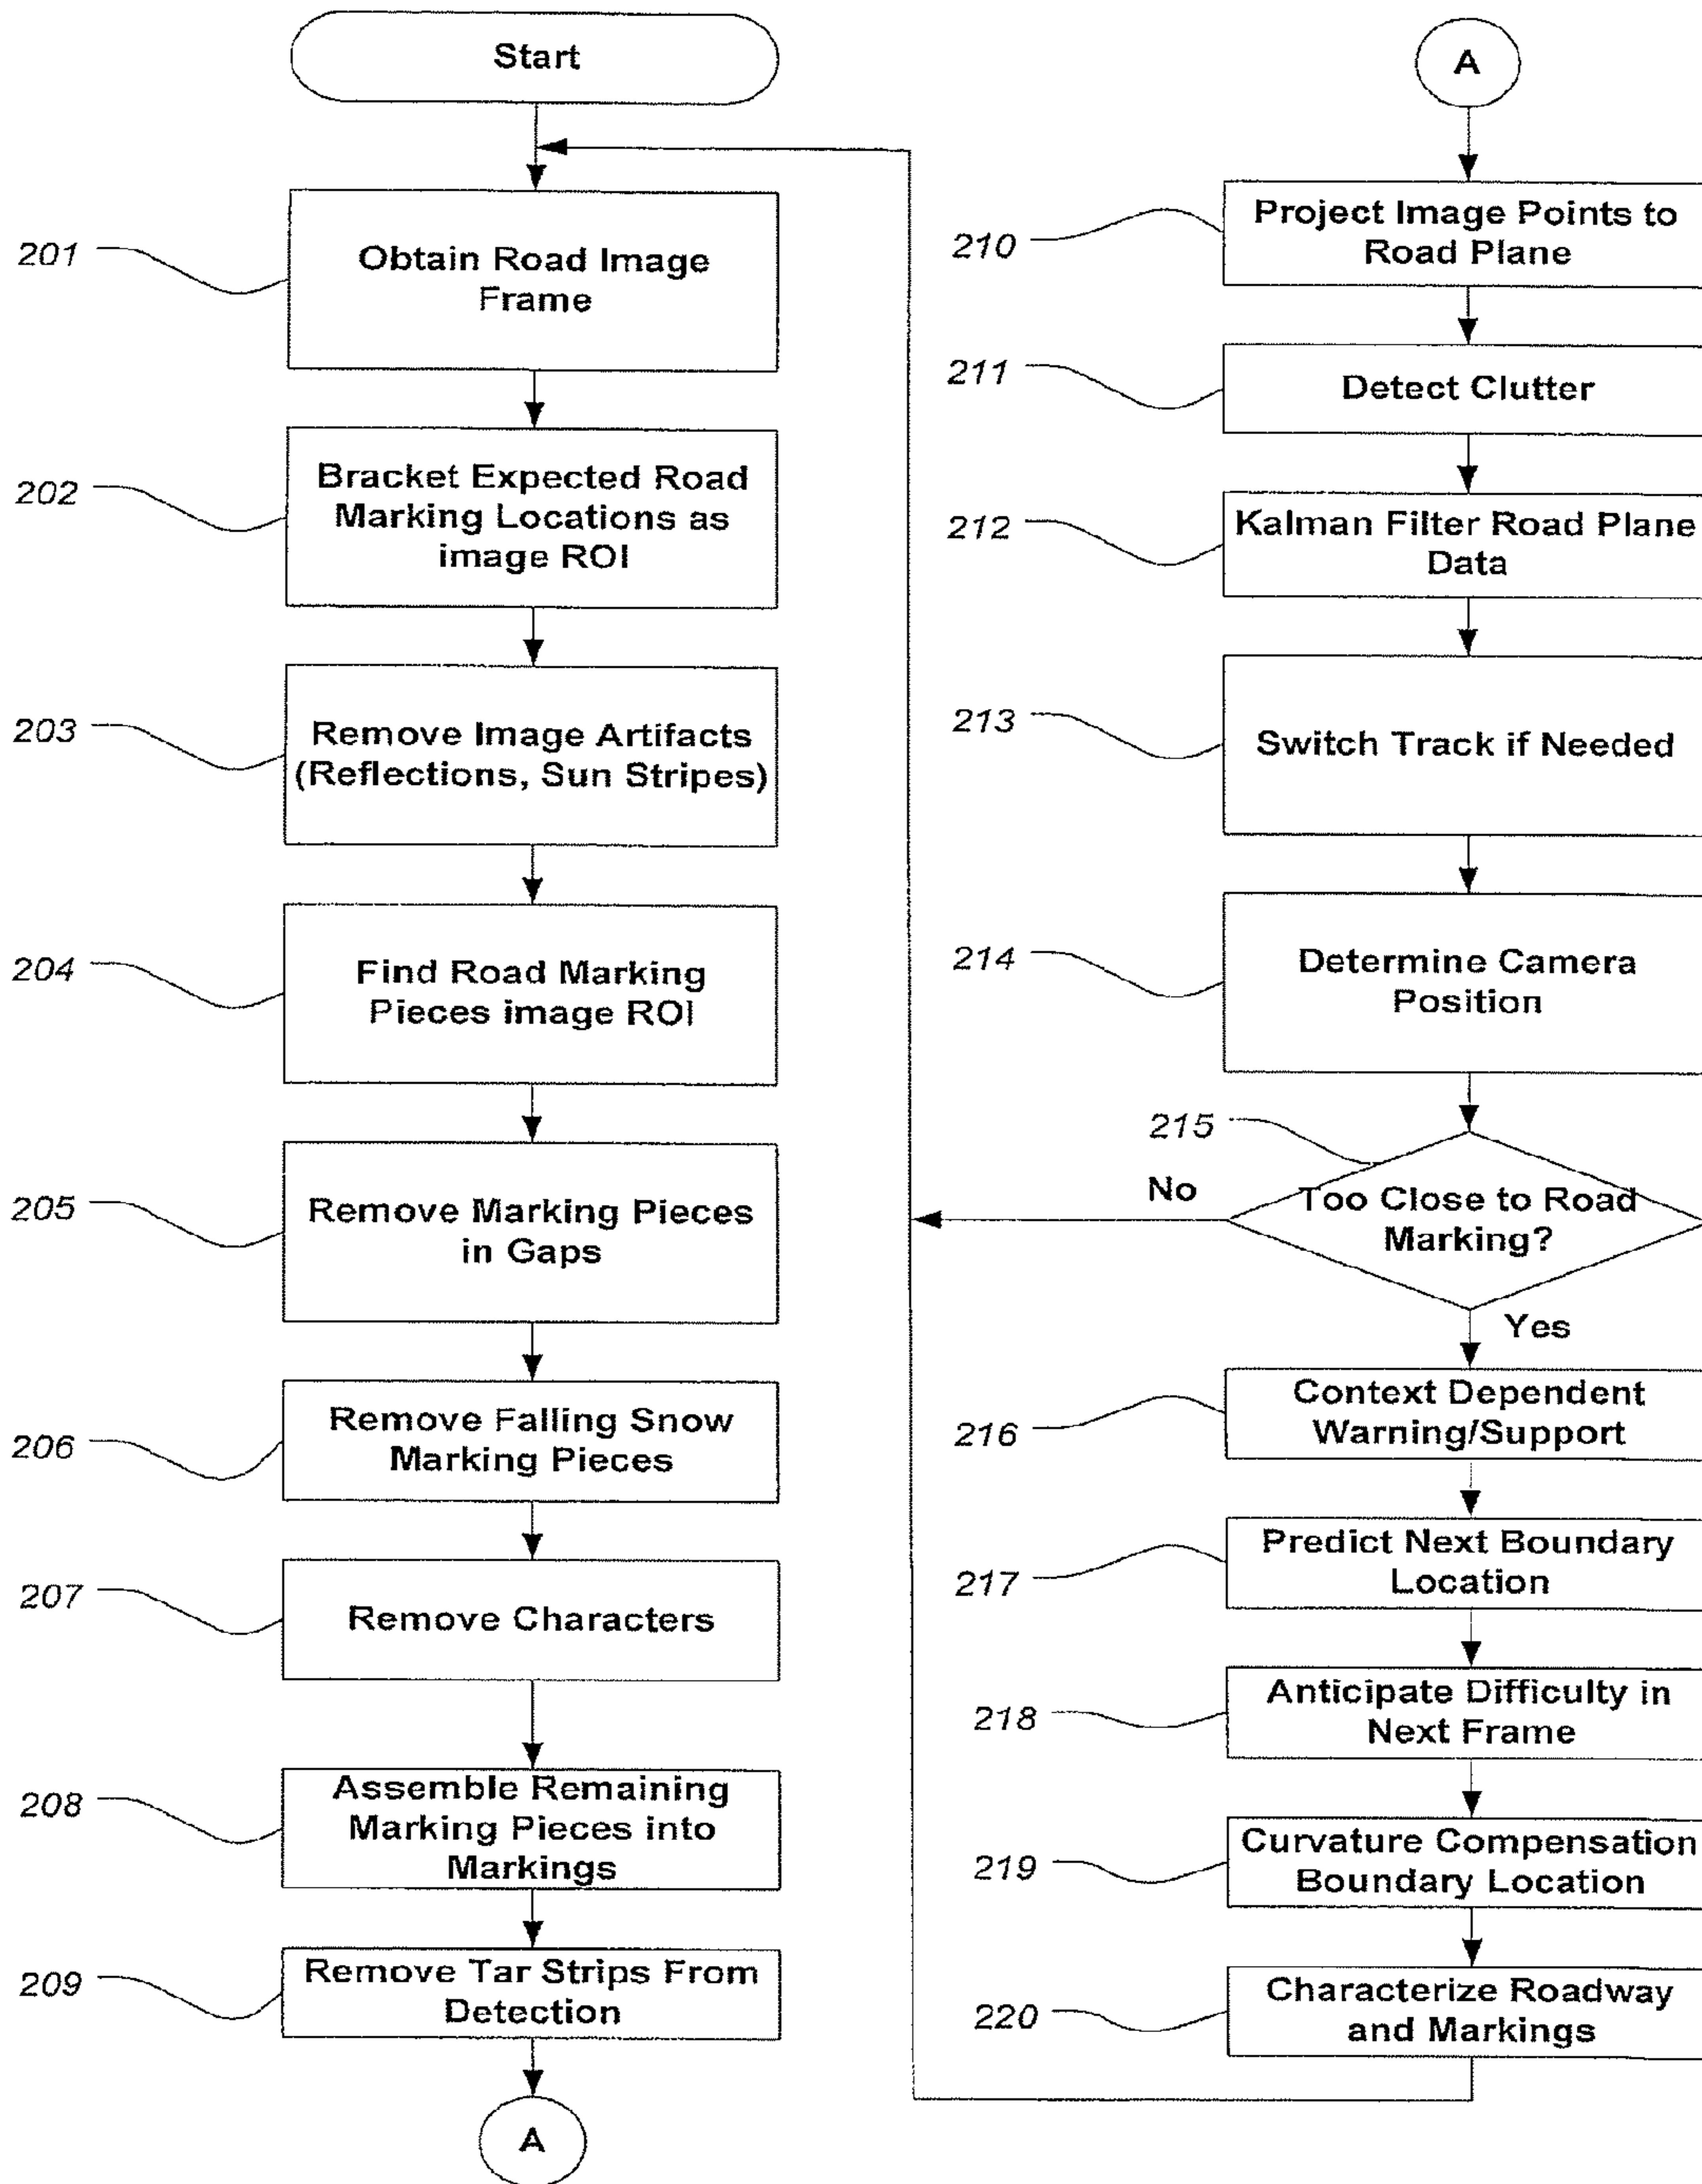 Start
201
Obtain Road Image
Frame
202
Bracket Expected Road
Marking Locations as
image ROI
203
Remove Image Artifacts
(Reflections, Sun Stripes)
204
Find Road Marking
Pieces image ROI
205
Remove Marking Pieces
in Gaps
206
Remove Falling Snow
Marking Pieces
207
Remove Characters
208
Assemble Remaining
Marking Pieces into
Markings
209
Remove Tar Strips From
Detection
A
A
210
Project Image Points to
Road Plane
211
Detect Clutter
212
Kalman Filter Road Plane
Data
213
Switch Track if Needed
214
Determine Camera
Position
215
Too Close to Road
Marking?
No
Yes
216
Context Dependent
Warning/Support
217
Predict Next Boundary
Location
218
Anticipate Difficulty in
Next Frame
219
Curvature Compensation
Boundary Location
220
Characterize Roadway
and Markings